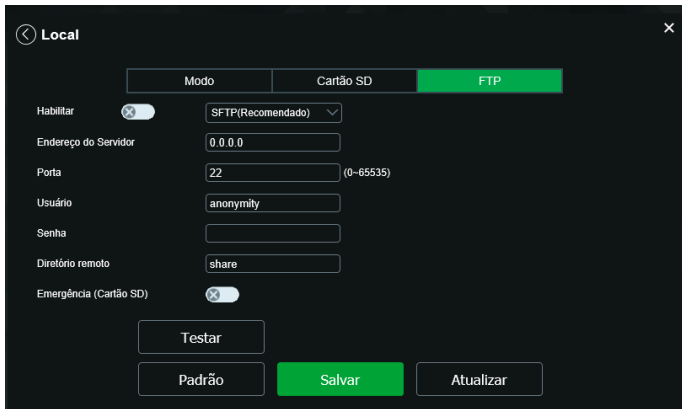 Local
Modo Cartão SD FTP
Habilitar SFTP(Recomendado)
Endereço do Servidor 0.0.0.0
Porta 22 (0~65535)
Usuário anonymity
Senha
Diretório remoto share
Emergência (Cartão SD)
Testar
Padrão Salvar Atualizar